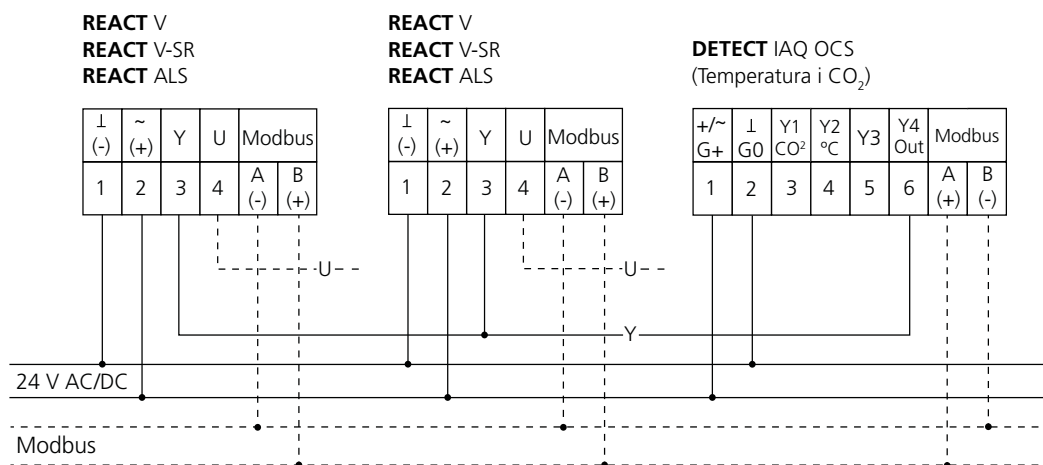 REACT V
REACT V-SR
REACT ALS
REACT V
REACT V-SR
REACT ALS
DETECT IAQ OCS
(Temperatura i CO₂)
⊥ (-) ~ (+) Y U Modbus
1 2 3 4 A (-) B (+)
⊥ (-) ~ (+) Y U Modbus
1 2 3 4 A (-) B (+)
+/~ G+ ⊥ G0 Y1 CO² Y2 ºC Y3 Y4 Out Modbus
1 2 3 4 5 6 A (+) B (-)
U
U
Y
24 V AC/DC
Modbus